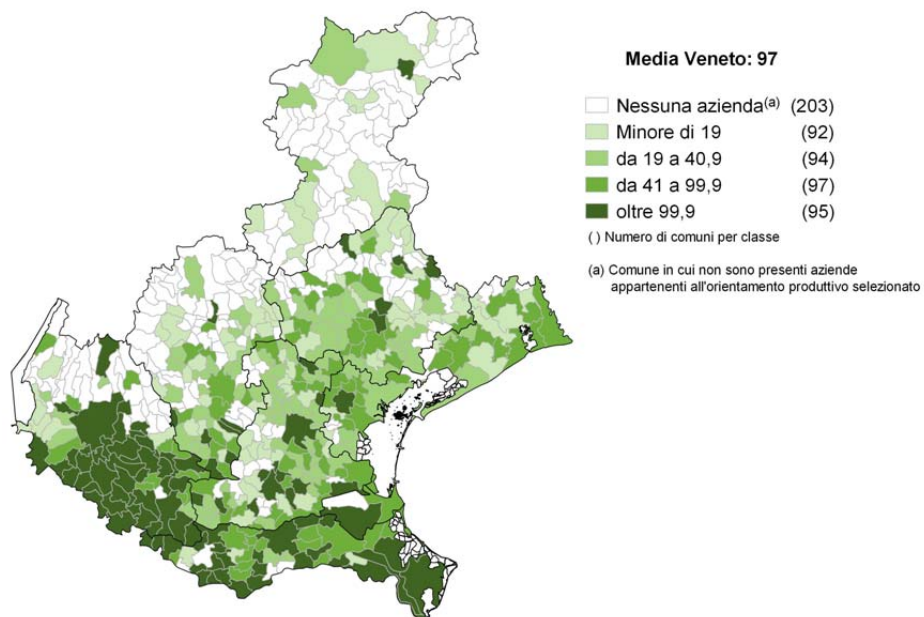 Media Veneto: 97
Nessuna azienda(a) (203)
Minore di 19 (92)
da 19 a 40,9 (94)
da 41 a 99,9 (97)
oltre 99,9 (95)
( ) Numero di comuni per classe
(a) Comune in cui non sono presenti aziende
appartenenti all'orientamento produttivo selezionato